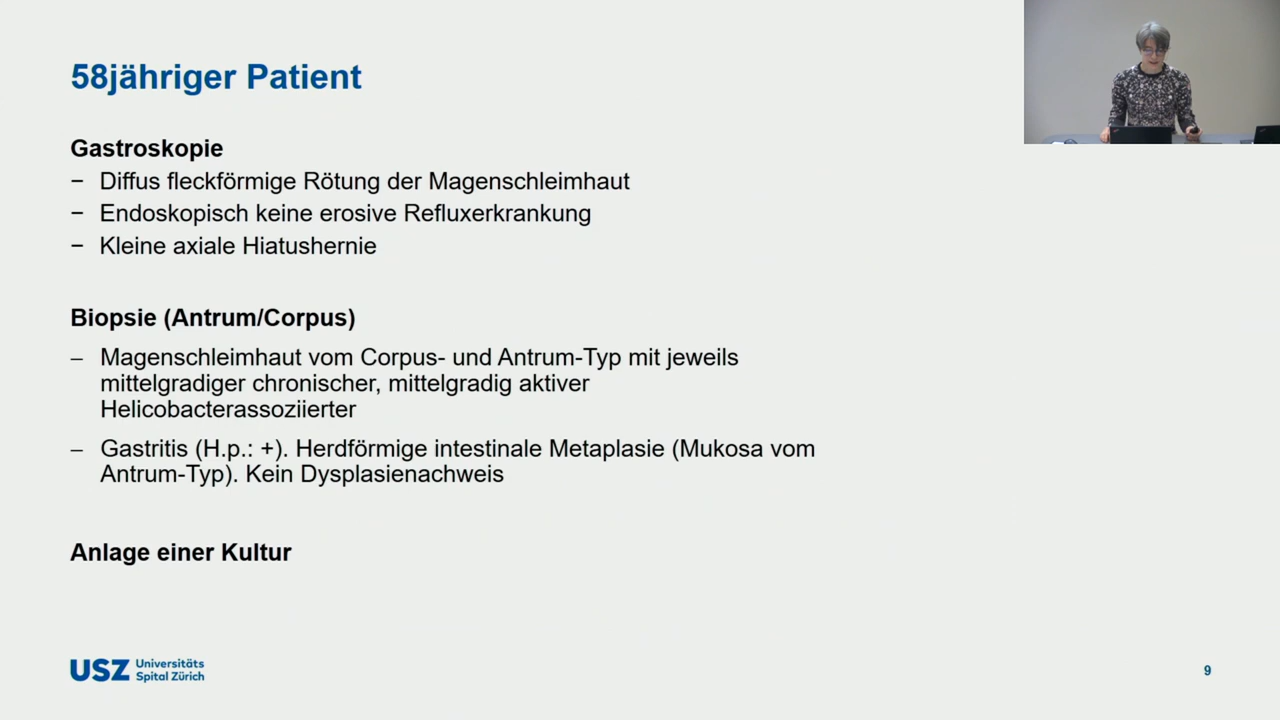 58jähriger Patient
Gastroskopie
− Diffus fleckförmige Rötung der Magenschleimhaut
− Endoskopisch keine erosive Refluxerkrankung
− Kleine axiale Hiatushernie
Biopsie (Antrum/Corpus)
– Magenschleimhaut vom Corpus- und Antrum-Typ mit jeweils
mittelgradiger chronischer, mittelgradig aktiver
Helicobacterassoziierter
– Gastritis (H.p.: +). Herdförmige intestinale Metaplasie (Mukosa vom
Antrum-Typ). Kein Dysplasienachweis
Anlage einer Kultur
USZ Universitäts
Spital Zürich
9